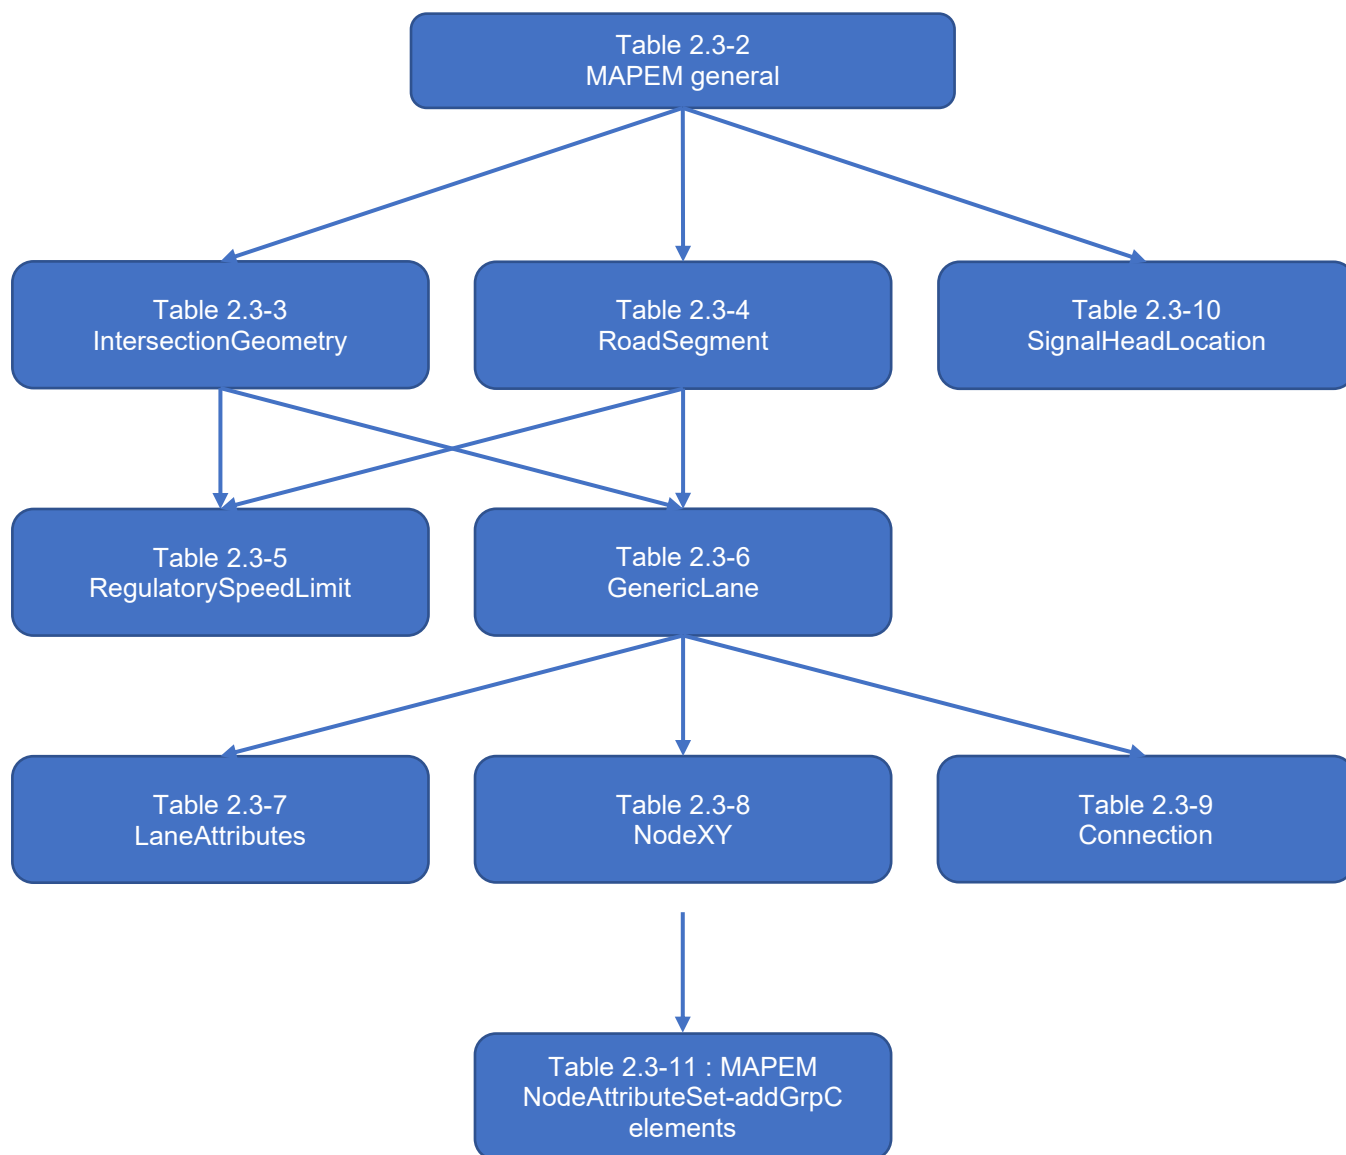 Table 2.3-2
MAPEM general
Table 2.3-3
IntersectionGeometry
Table 2.3-4
RoadSegment
Table 2.3-10
SignalHeadLocation
Table 2.3-5
RegulatorySpeedLimit
Table 2.3-6
GenericLane
Table 2.3-7
LaneAttributes
Table 2.3-8
NodeXY
Table 2.3-9
Connection
Table 2.3-11 : MAPEM
NodeAttributeSet-addGrpC
elements